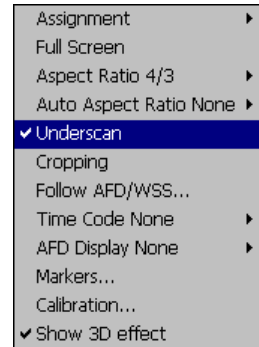 Assignment
Full Screen
Aspect Ratio 4/3
Auto Aspect Ratio None
Underscan
Cropping
Follow AFD/WSS...
Time Code None
AFD Display None
Markers...
Calibration...
Show 3D effect